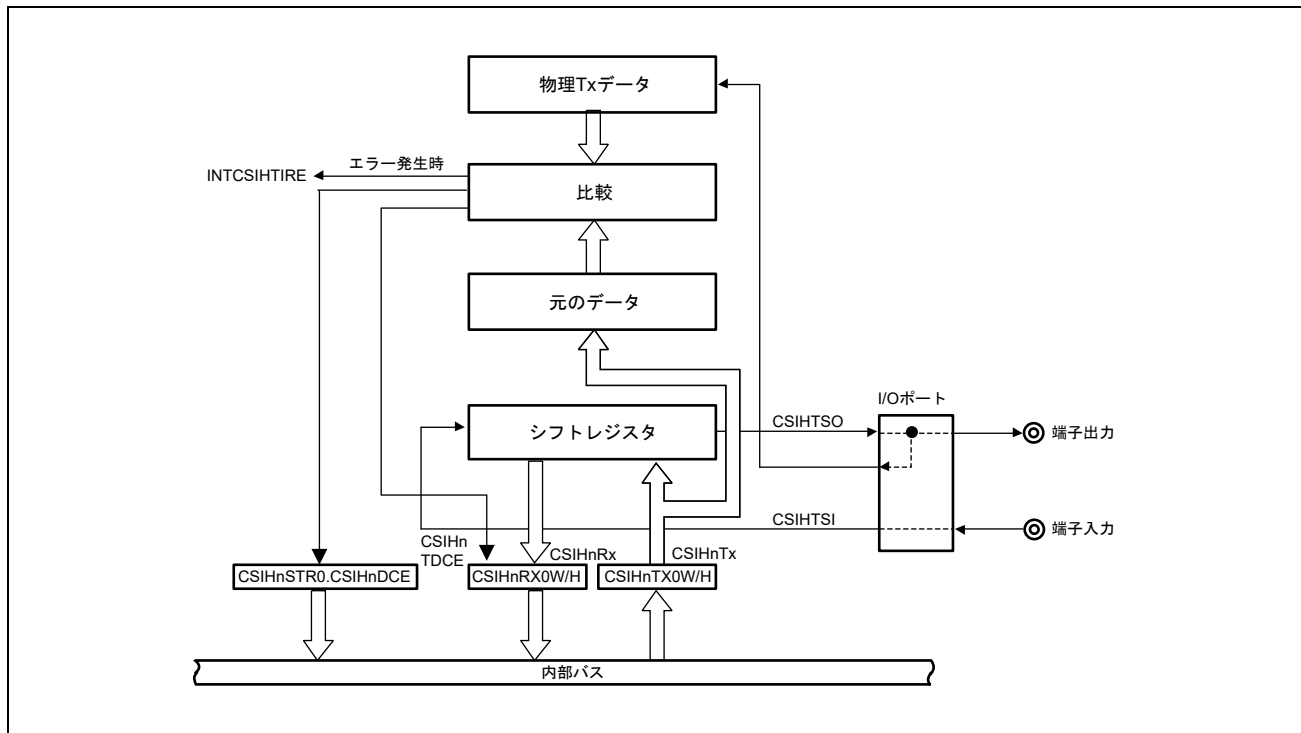 物理Txデータ
エラー発生時
INTCSIHTIRE
比較
元のデータ
I/Oポート
シフトレジスタ
CSIHTSO
端子出力
CSIHTSI
端子入力
CSIHn
TDCE
CSIHnRx
CSIHnTx
CSIHnSTR0.CSIHnDCE
CSIHnRX0W/H
CSIHnTX0W/H
内部バス